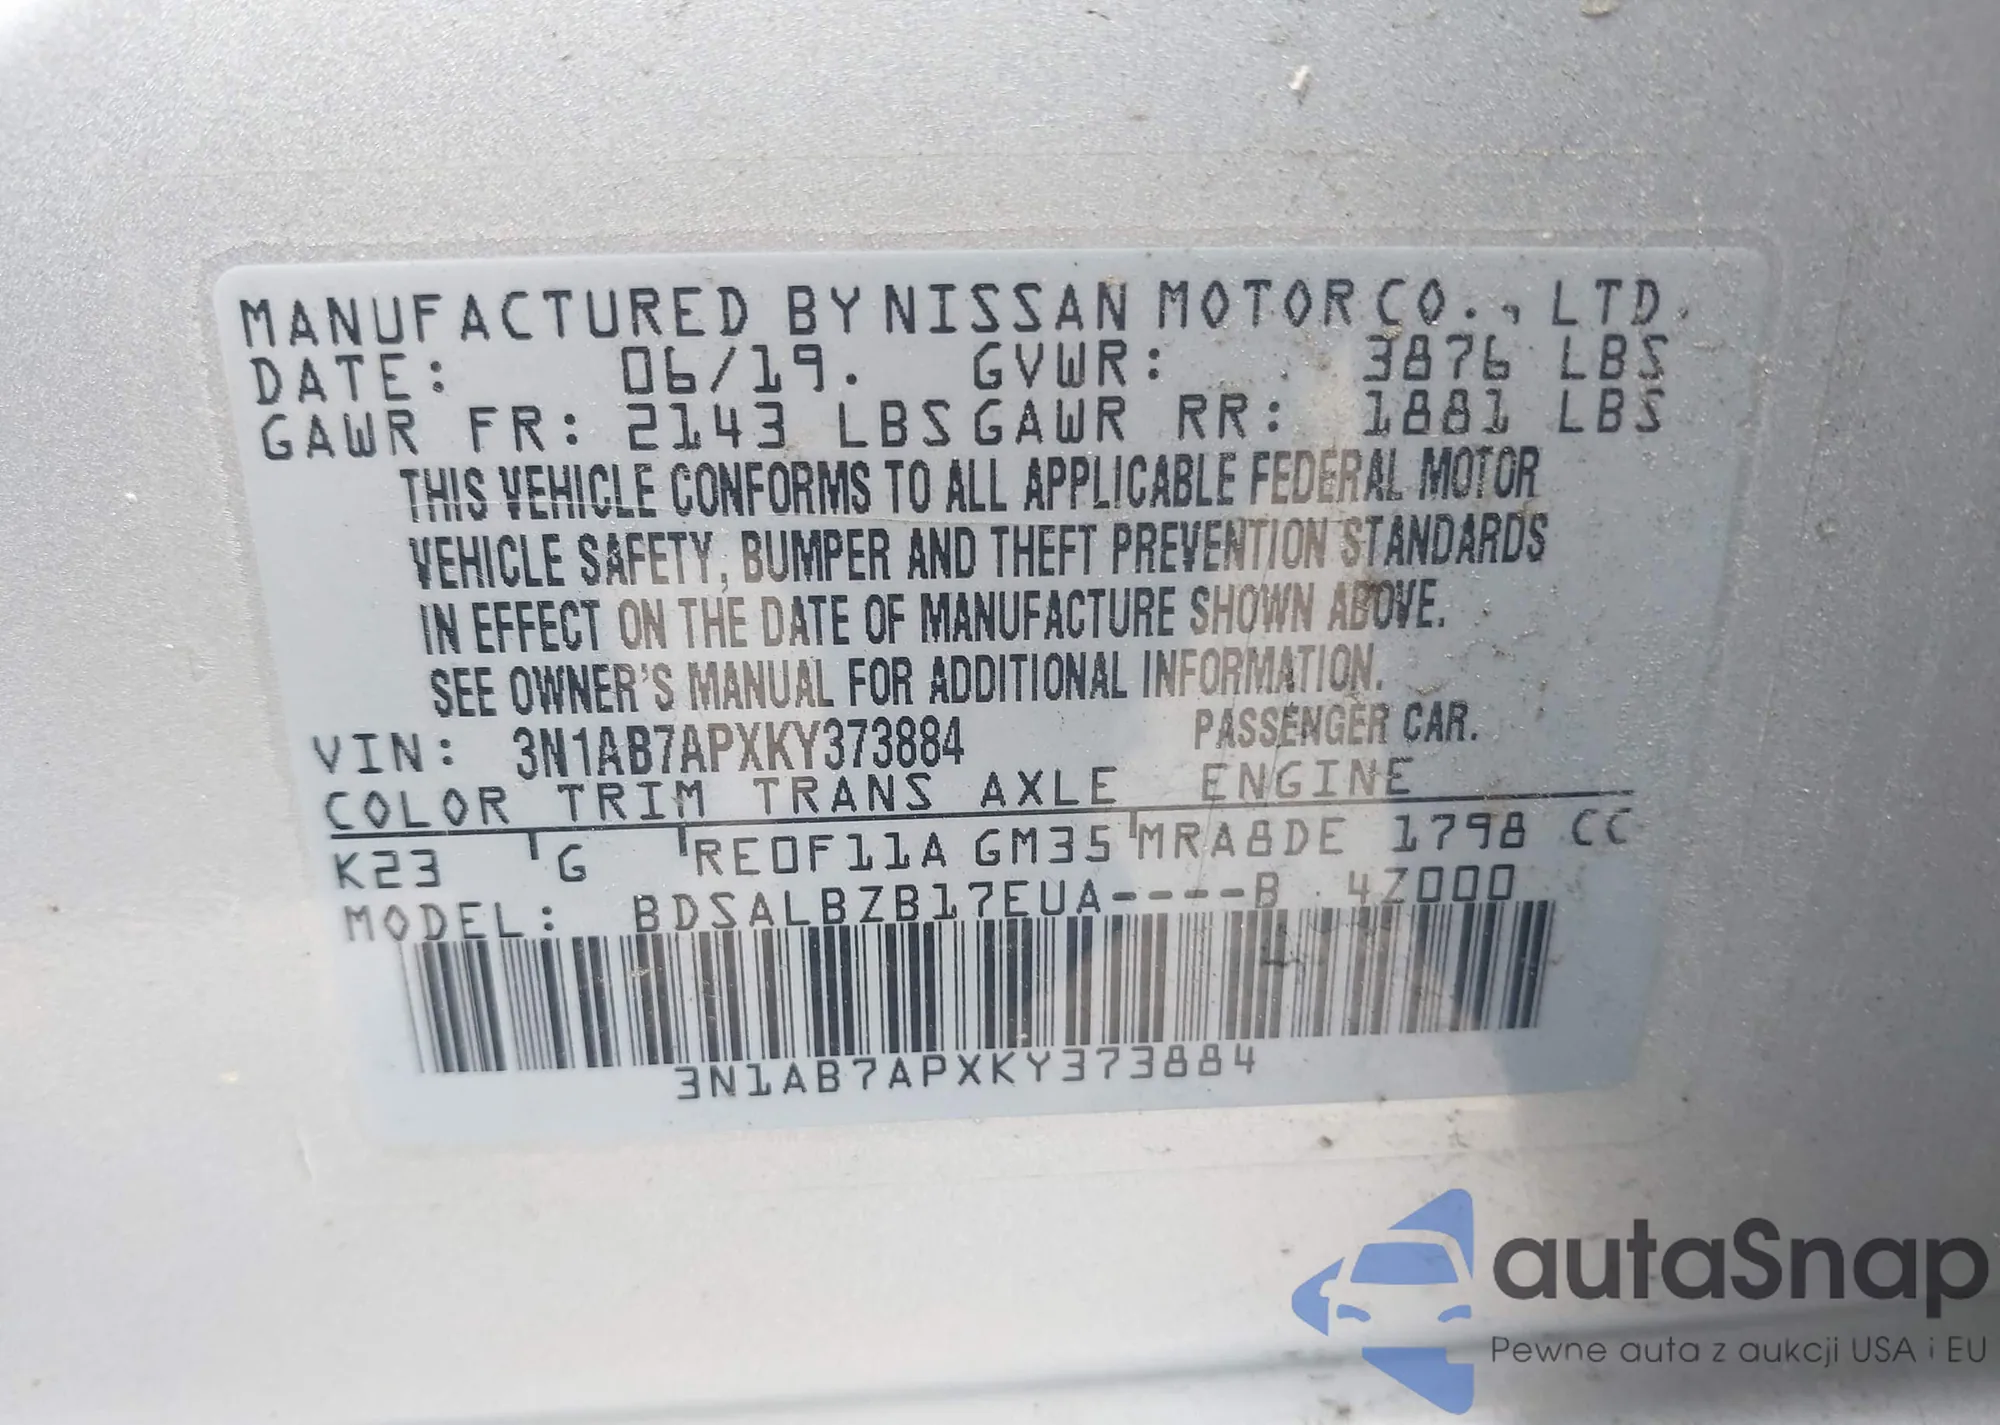 MANUFACTURED BY NISSAN MOTOR CO., LTD.
DATE: 06/19. GVWR: 3876 LBS
GAWR FR: 2143 LBS GAWR RR: 1881 LBS
THIS VEHICLE CONFORMS TO ALL APPLICABLE FEDERAL MOTOR
VEHICLE SAFETY, BUMPER AND THEFT PREVENTION STANDARDS
IN EFFECT ON THE DATE OF MANUFACTURE SHOWN ABOVE.
SEE OWNER'S MANUAL FOR ADDITIONAL INFORMATION.
VIN: 3N1AB7APXKY373884 PASSENGER CAR.
COLOR TRIM TRANS AXLE ENGINE
K23 G RE0F11A GM35 MRA8DE 1798 CC
MODEL: BDSALBZB17EUA----B 4Z000
3N1AB7APXKY373884
autaSnap
Pewne auta z aukcji USA i EU